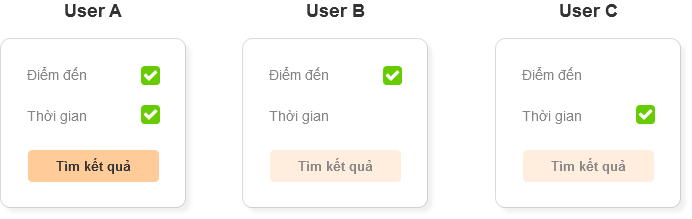 User A
Điểm đến
Thời gian
Tìm kết quả
User B
Điểm đến
Thời gian
Tìm kết quả
User C
Điểm đến
Thời gian
Tìm kết quả